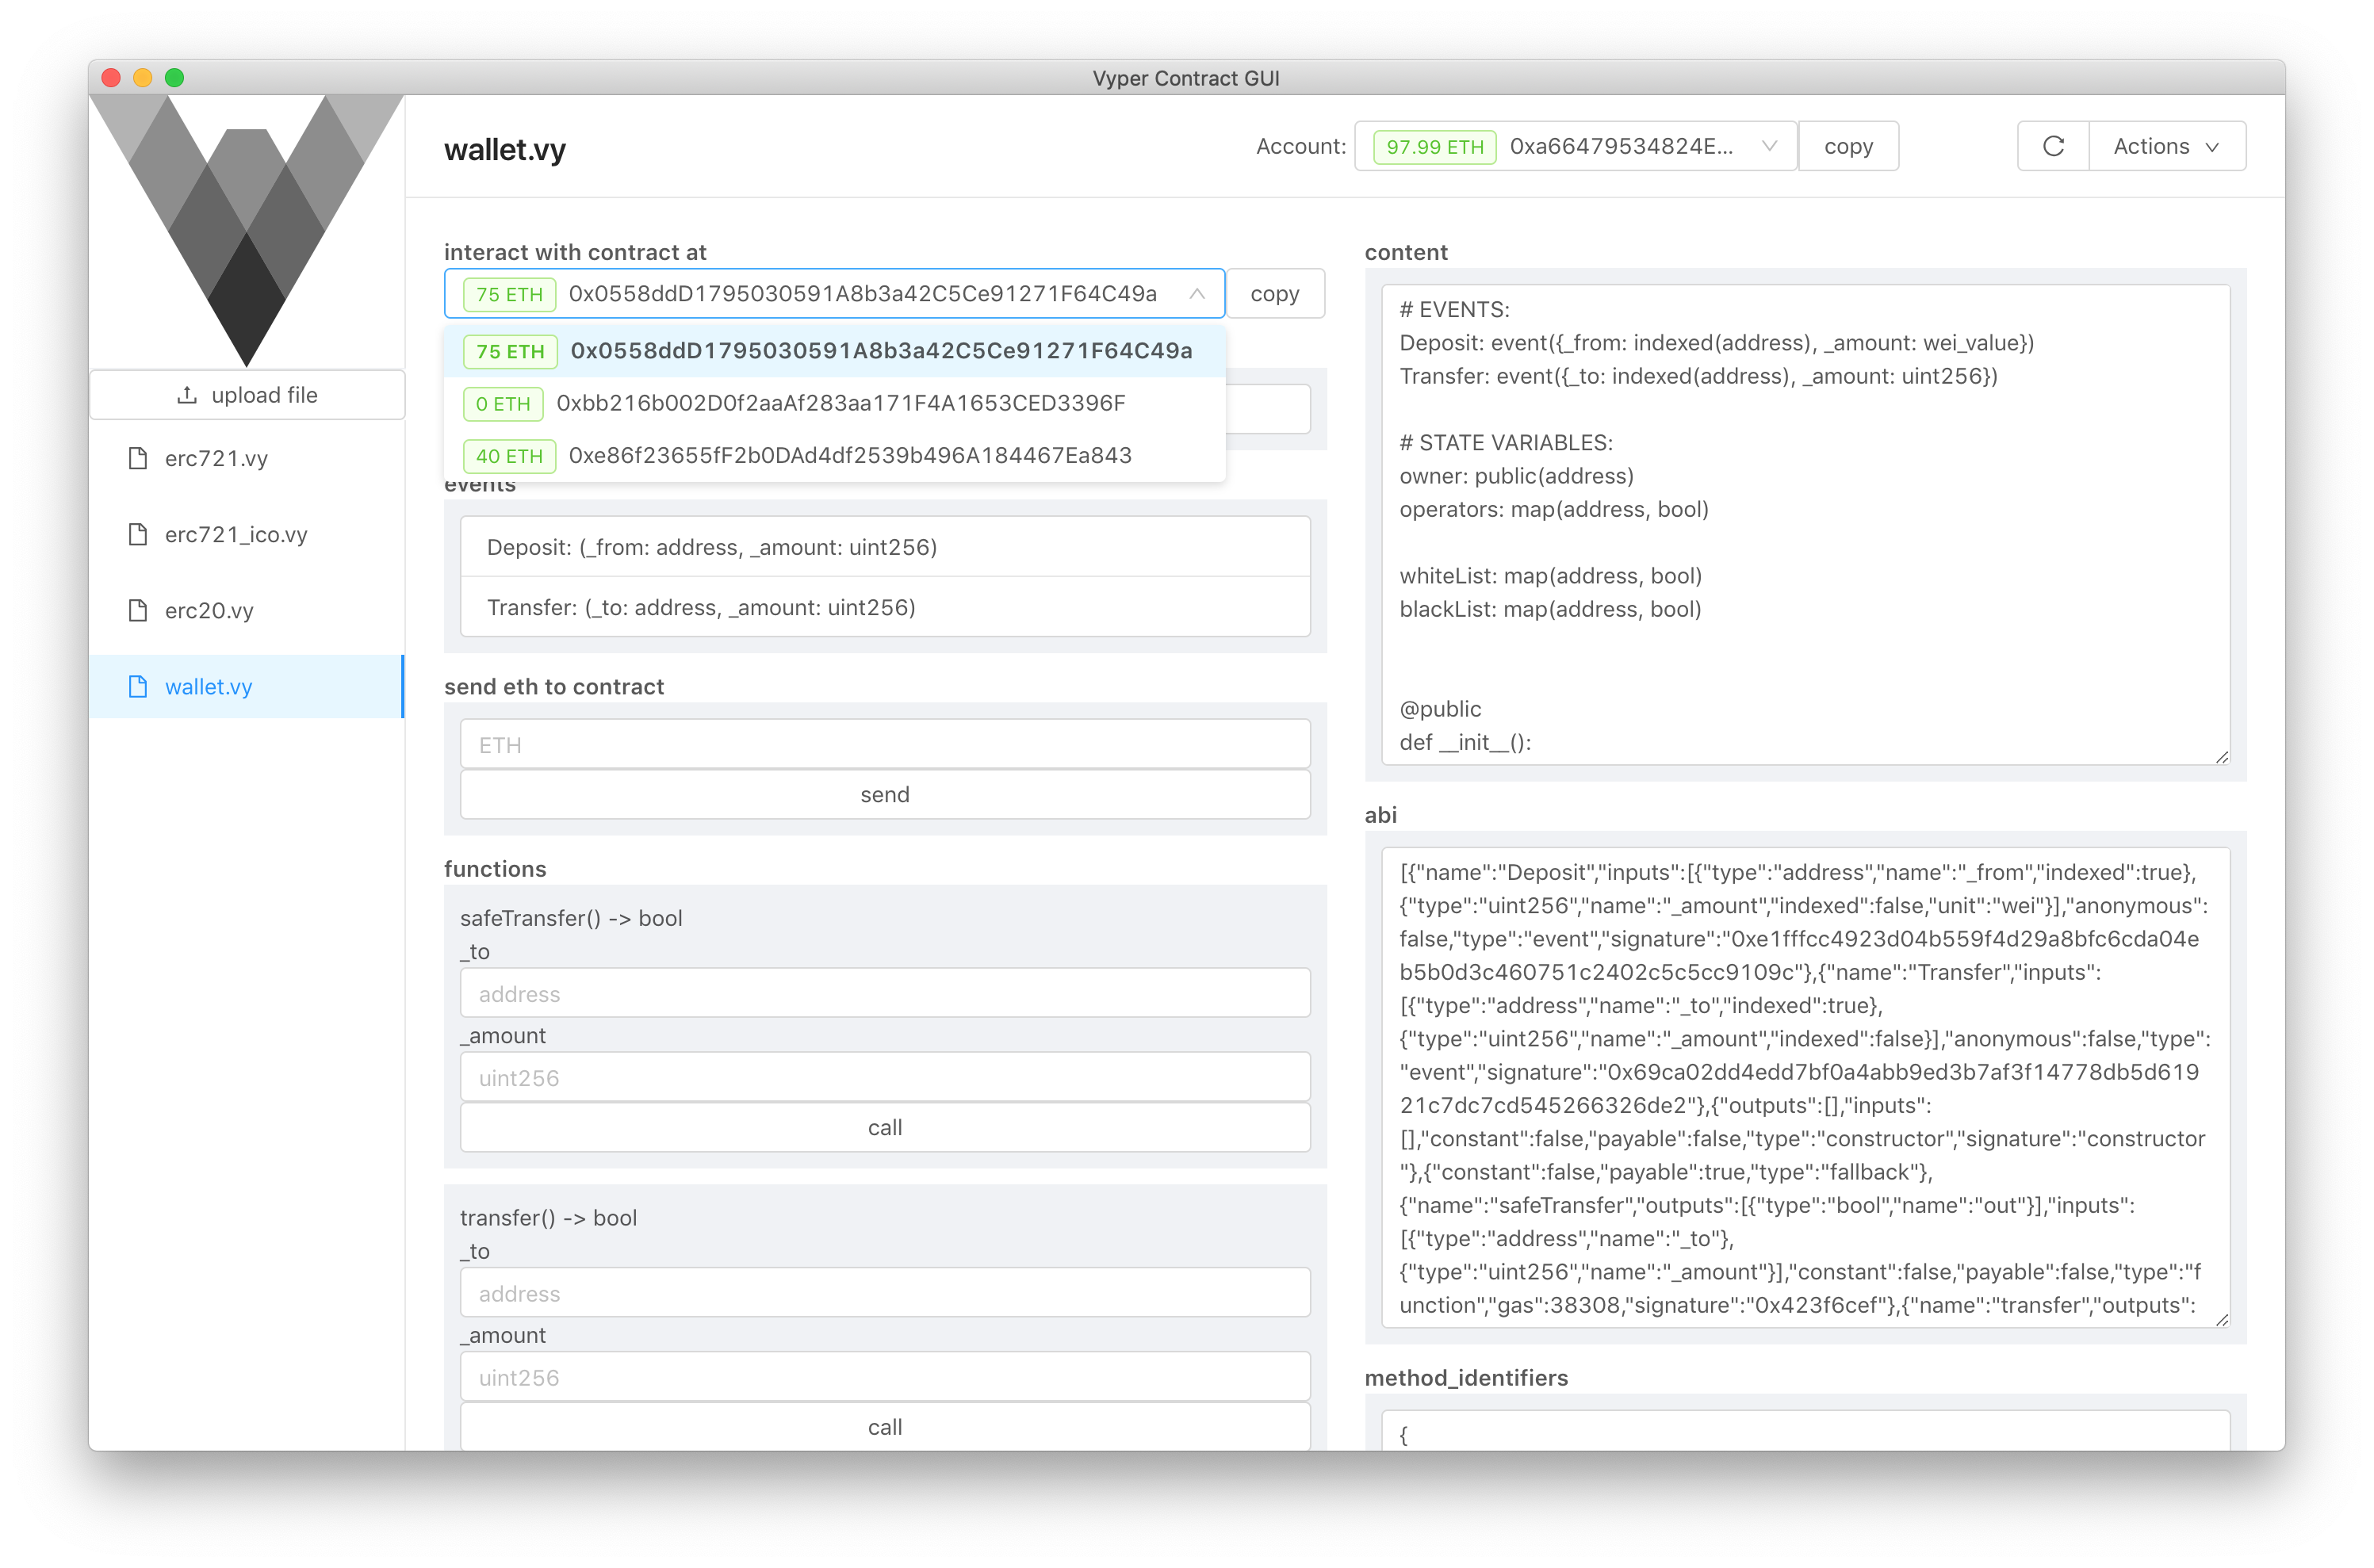 Vyper Contract GUI
wallet.vy
Account:
97.99 ETH 0xa66479534824E...
copy
Actions
upload file
erc721.vy
erc721_ico.vy
erc20.vy
wallet.vy
interact with contract at
75 ETH 0x0558ddD1795030591A8b3a42C5Ce91271F64C49a
copy
75 ETH 0x0558ddD1795030591A8b3a42C5Ce91271F64C49a
0 ETH 0xbb216b002D0f2aaAf283aa171F4A1653CED3396F
40 ETH 0xe86f23655fF2b0DAd4df2539b496A184467Ea843
events
Deposit: (_from: address, _amount: uint256)
Transfer: (_to: address, _amount: uint256)
send eth to contract
ETH
send
functions
safeTransfer() -> bool
_to
address
_amount
uint256
call
transfer() -> bool
_to
address
_amount
uint256
call
content
# EVENTS:
Deposit: event({_from: indexed(address), _amount: wei_value})
Transfer: event({_to: indexed(address), _amount: uint256})
# STATE VARIABLES:
owner: public(address)
operators: map(address, bool)
whiteList: map(address, bool)
blackList: map(address, bool)
@public
def __init__():
abi
[{"name":"Deposit","inputs":[{"type":"address","name":"_from","indexed":true},
{"type":"uint256","name":"_amount","indexed":false,"unit":"wei"}],"anonymous":
false,"type":"event","signature":"0xe1fffcc4923d04b559f4d29a8bfc6cda04e
b5b0d3c460751c2402c5c5cc9109c"},{"name":"Transfer","inputs":
[{"type":"address","name":"_to","indexed":true},
{"type":"uint256","name":"_amount","indexed":false}],"anonymous":false,"type":
"event","signature":"0x69ca02dd4edd7bf0a4abb9ed3b7af3f14778db5d619
21c7dc7cd545266326de2"},{"outputs":[],"inputs":
[],"constant":false,"payable":false,"type":"constructor","signature":"constructor
"},{"constant":false,"payable":true,"type":"fallback"},
{"name":"safeTransfer","outputs":[{"type":"bool","name":"out"}],"inputs":
[{"type":"address","name":"_to"},
{"type":"uint256","name":"_amount"}],"constant":false,"payable":false,"type":"f
unction","gas":38308,"signature":"0x423f6cef"},{"name":"transfer","outputs":
method_identifiers
{